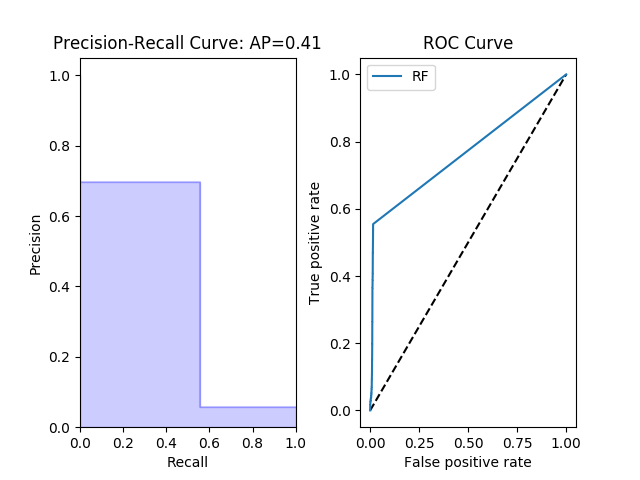 Precision-Recall Curve: AP=0.41
1.0
0.8
0.6
0.4
0.2
0.0
0.0 0.2 0.4 0.6 0.8 1.0
Precision
Recall
ROC Curve
RF
1.0
0.8
0.6
0.4
0.2
0.0
0.00 0.25 0.50 0.75 1.00
True positive rate
False positive rate